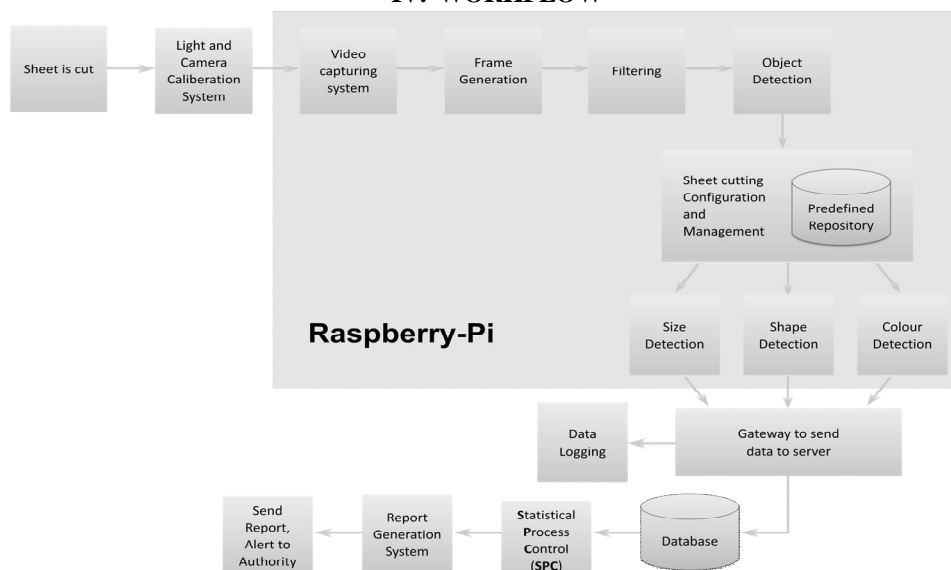 IV. WORKFLOW
Sheet is cut
Light and
Camera
Caliberation
System
Video
capturing
system
Frame
Generation
Filtering
Object
Detection
Sheet cutting
Configuration
and
Management
Predefined
Repository
Raspberry-Pi
Size
Detection
Shape
Detection
Colour
Detection
Data
Logging
Gateway to send
data to server
Send
Report,
Alert to
Authority
Report
Generation
System
Statistical
Process
Control
(SPC)
Database